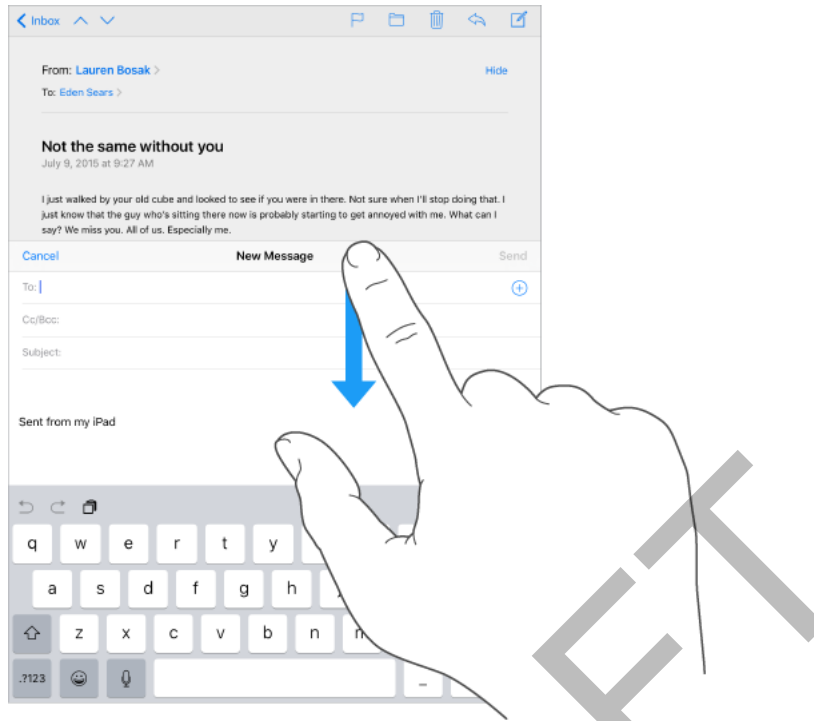 Inbox
From: Lauren Bosak
Hide
To: Eden Sears
Not the same without you
July 9, 2015 at 9:27 AM
I just walked by your old cube and looked to see if you were in there. Not sure when I'll stop doing that. I
just know that the guy who's sitting there now is probably starting to get annoyed with me. What can I
say? We miss you. All of us. Especially me.
Cancel New Message Send
To:
Cc/Bcc:
Subject:
Sent from my iPad
q w e r t y
a s d f g h
z x c v b n m
.?123 _
FT